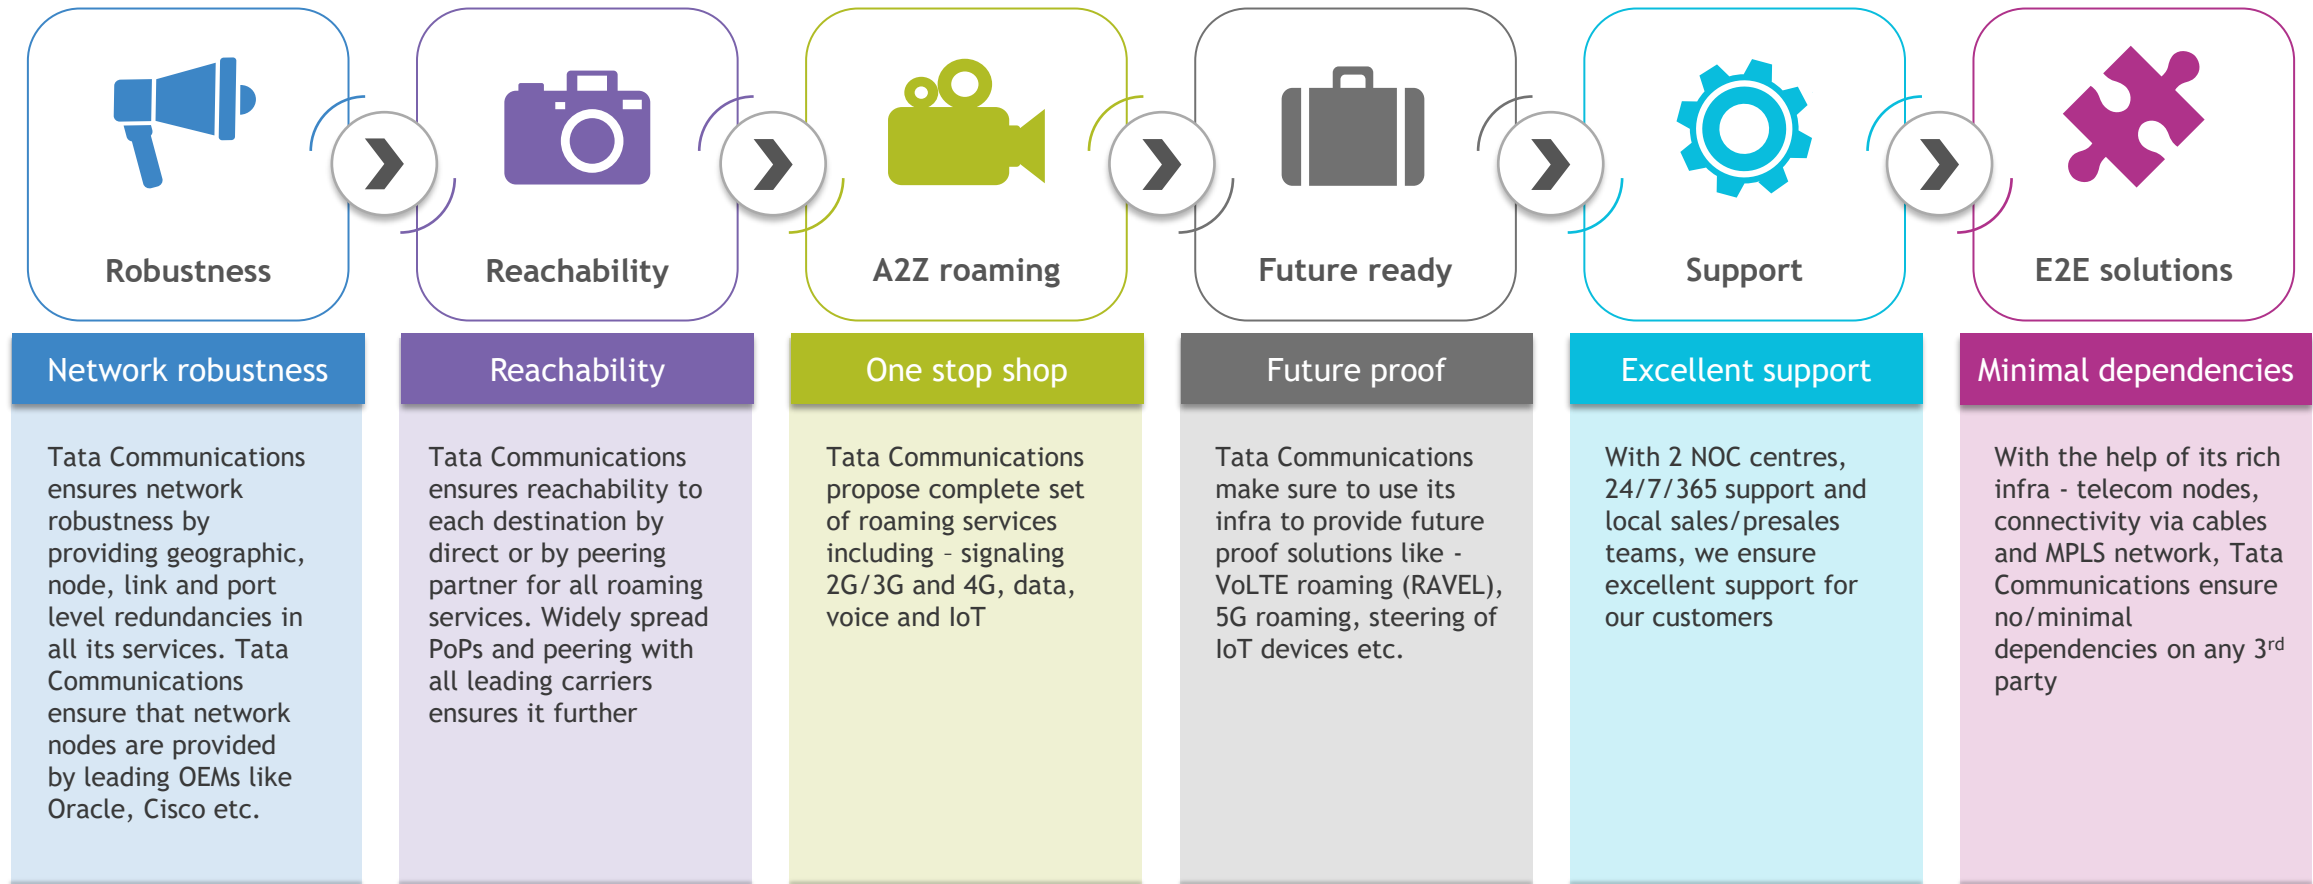 Robustness
Reachability
A2Z roaming
Future ready
Support
E2E solutions
Network robustness
Tata Communications
ensures network
robustness by
providing geographic,
node, link and port
level redundancies in
all its services. Tata
Communications
ensure that network
nodes are provided
by leading OEMs like
Oracle, Cisco etc.
Reachability
Tata Communications
ensures reachability to
each destination by
direct or by peering
partner for all roaming
services. Widely spread
PoPs and peering with
all leading carriers
ensures it further
One stop shop
Tata Communications
propose complete set
of roaming services
including – signaling
2G/3G and 4G, data,
voice and IoT
Future proof
Tata Communications
make sure to use its
infra to provide future
proof solutions like -
VoLTE roaming (RAVEL),
5G roaming, steering of
IoT devices etc.
Excellent support
With 2 NOC centres,
24/7/365 support and
local sales/presales
teams, we ensure
excellent support for
our customers
Minimal dependencies
With the help of its rich
infra - telecom nodes,
connectivity via cables
and MPLS network, Tata
Communications ensure
no/minimal
dependencies on any 3rd
party